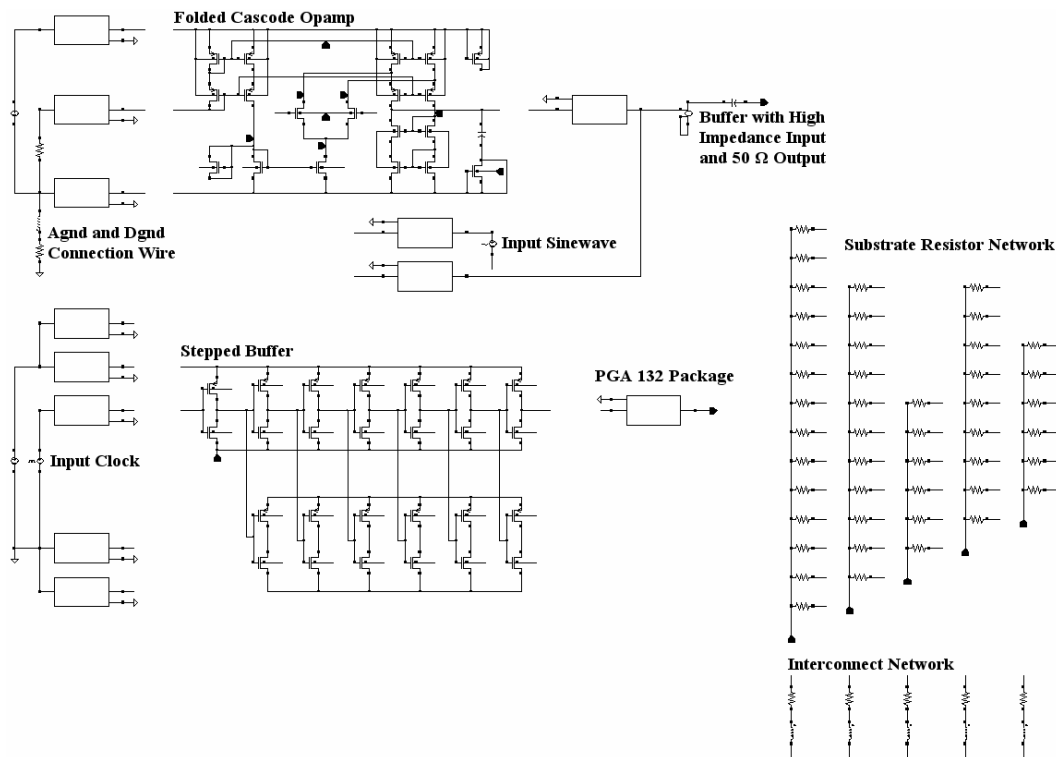 Folded Cascode Opamp
Buffer with High
Impedance Input
and 50 Ω Output
Agnd and Dgnd
Connection Wire
Input Sinewave
Substrate Resistor Network
Stepped Buffer
PGA 132 Package
Input Clock
Interconnect Network